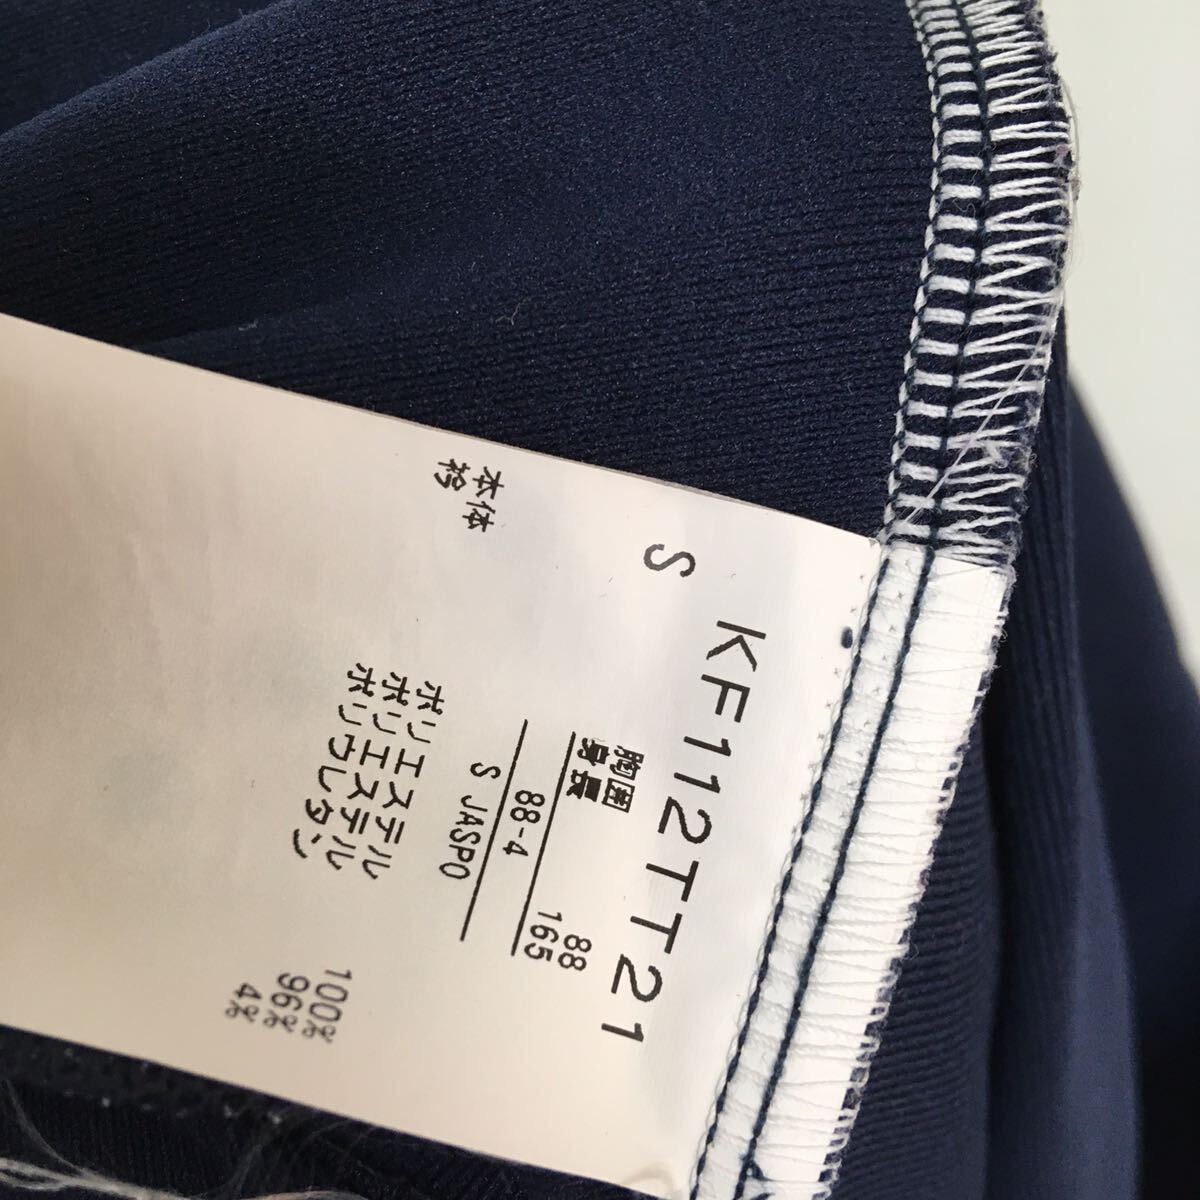 KF112TT21
S
胸囲 88
身長 165
88-4
S JASPO
本体 ポリエステル 100%
衿 ポリエステル 96%
ポリウレタン 4%